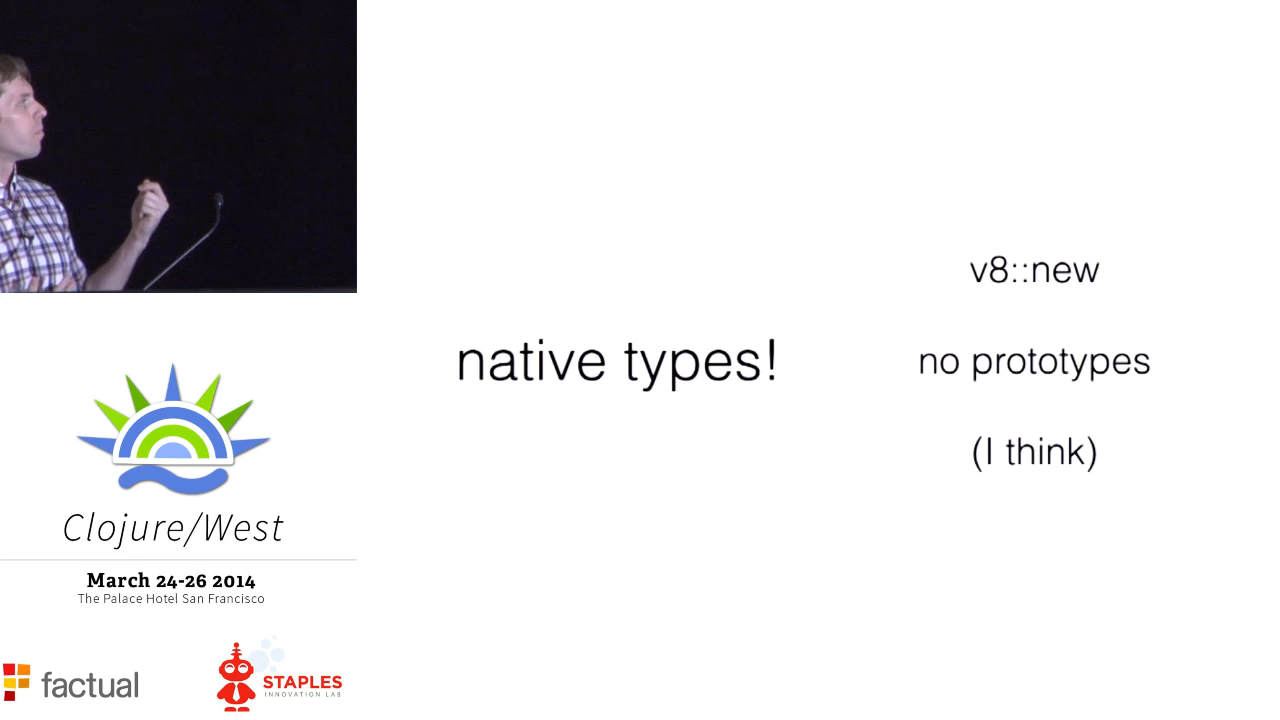 native types!
v8::new
no prototypes
(I think)
Clojure/West
March 24-26 2014
The Palace Hotel San Francisco
factual
STAPLES
INNOVATION LAB